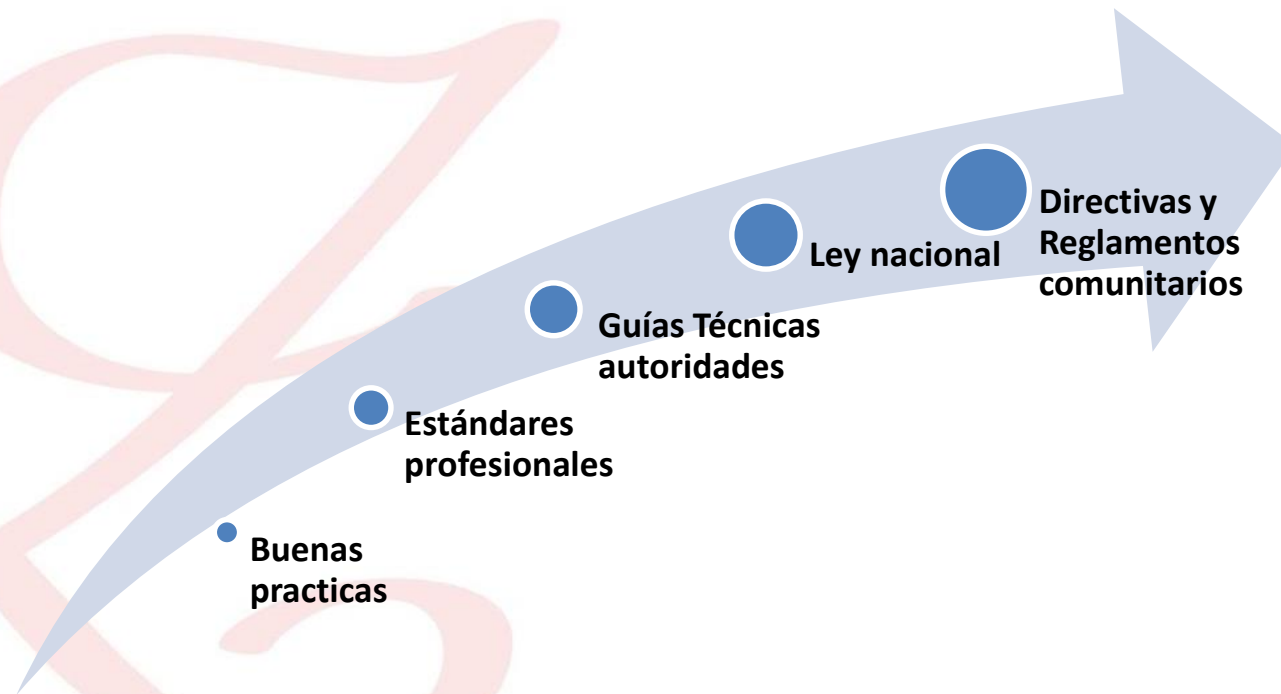 Directivas y
Reglamentos
comunitarios
Ley nacional
Guías Técnicas
autoridades
Estándares
profesionales
Buenas
practicas